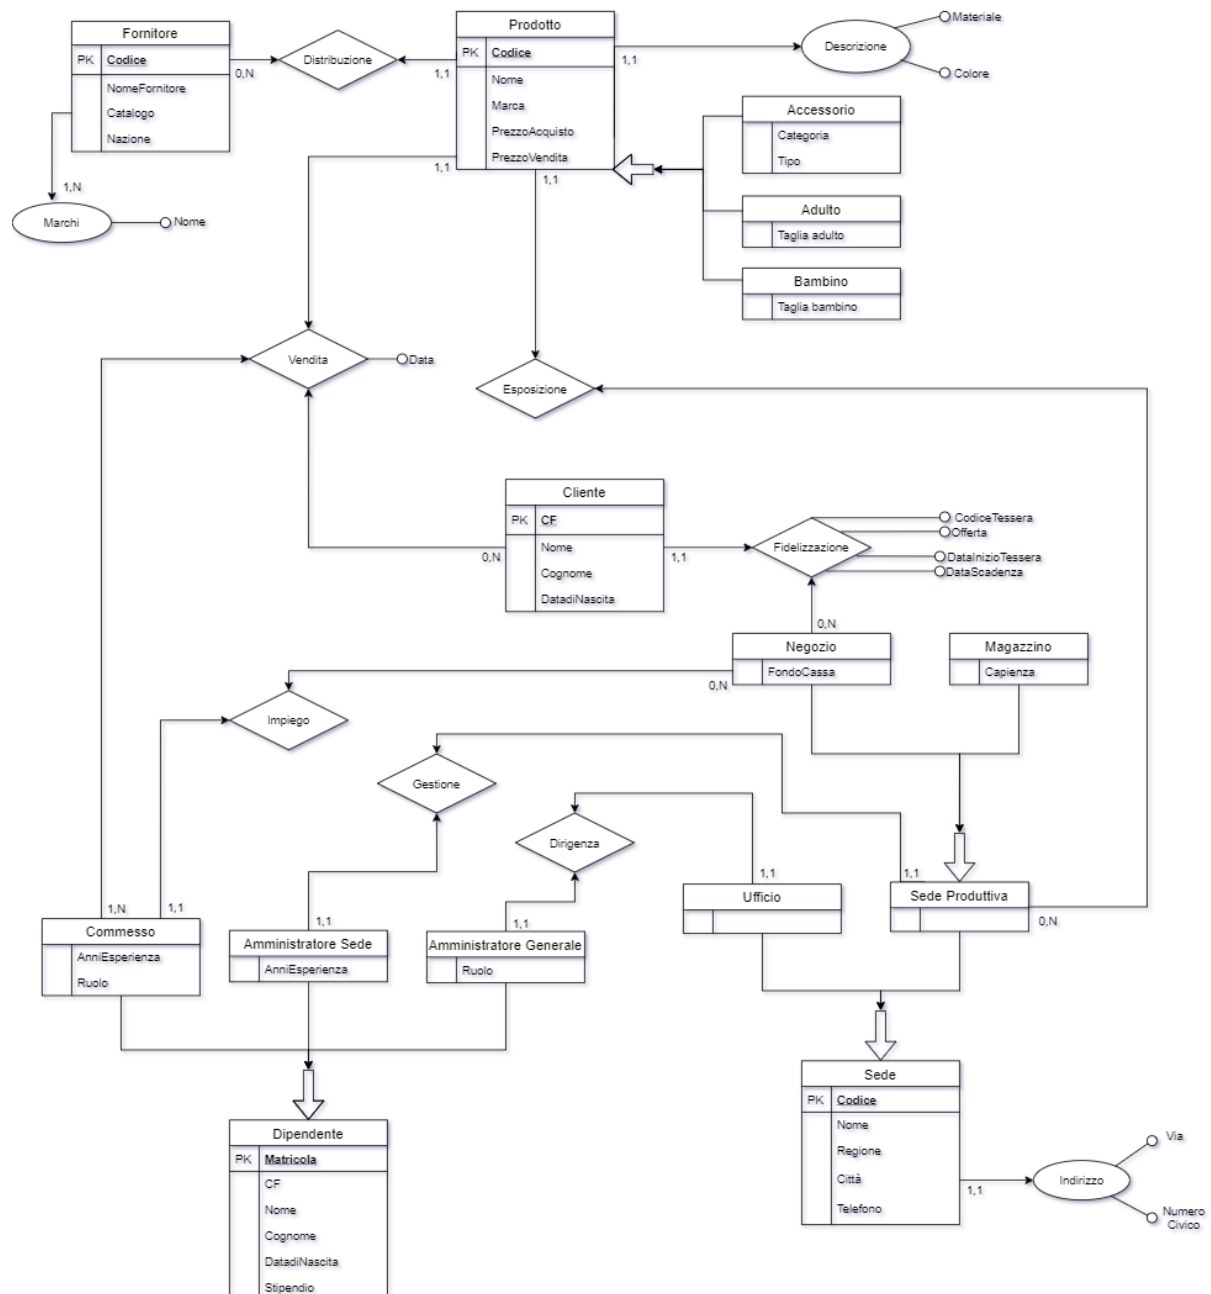 Fornitore
PK Codice
NomeFornitore
Catalogo
Nazione
0,N
Distribuzione
1,1
Prodotto
PK Codice
Nome
Marca
PrezzoAcquisto
PrezzoVendita
1,1
Descrizione
Materiale
Colore
1,N
Marchi
Nome
1,1
1,1
Accessorio
Categoria
Tipo
Adulto
Taglia adulto
Bambino
Taglia bambino
Vendita
Data
Esposizione
Cliente
PK CF
Nome
Cognome
DatadiNascita
0,N
1,1
Fidelizzazione
CodiceTessera
Offerta
DataInizioTessera
DataScadenza
0,N
Negozio
FondoCassa
0,N
Magazzino
Capienza
Impiego
Gestione
Dirigenza
1,N
1,1
Commesso
AnniEsperienza
Ruolo
1,1
Amministratore Sede
AnniEsperienza
1,1
Amministratore Generale
Ruolo
1,1
Ufficio
1,1
Sede Produttiva
0,N
Dipendente
PK Matricola
CF
Nome
Cognome
DatadiNascita
Stipendio
Sede
PK Codice
Nome
Regione
Città
Telefono
1,1
Indirizzo
Via
Numero
Civico